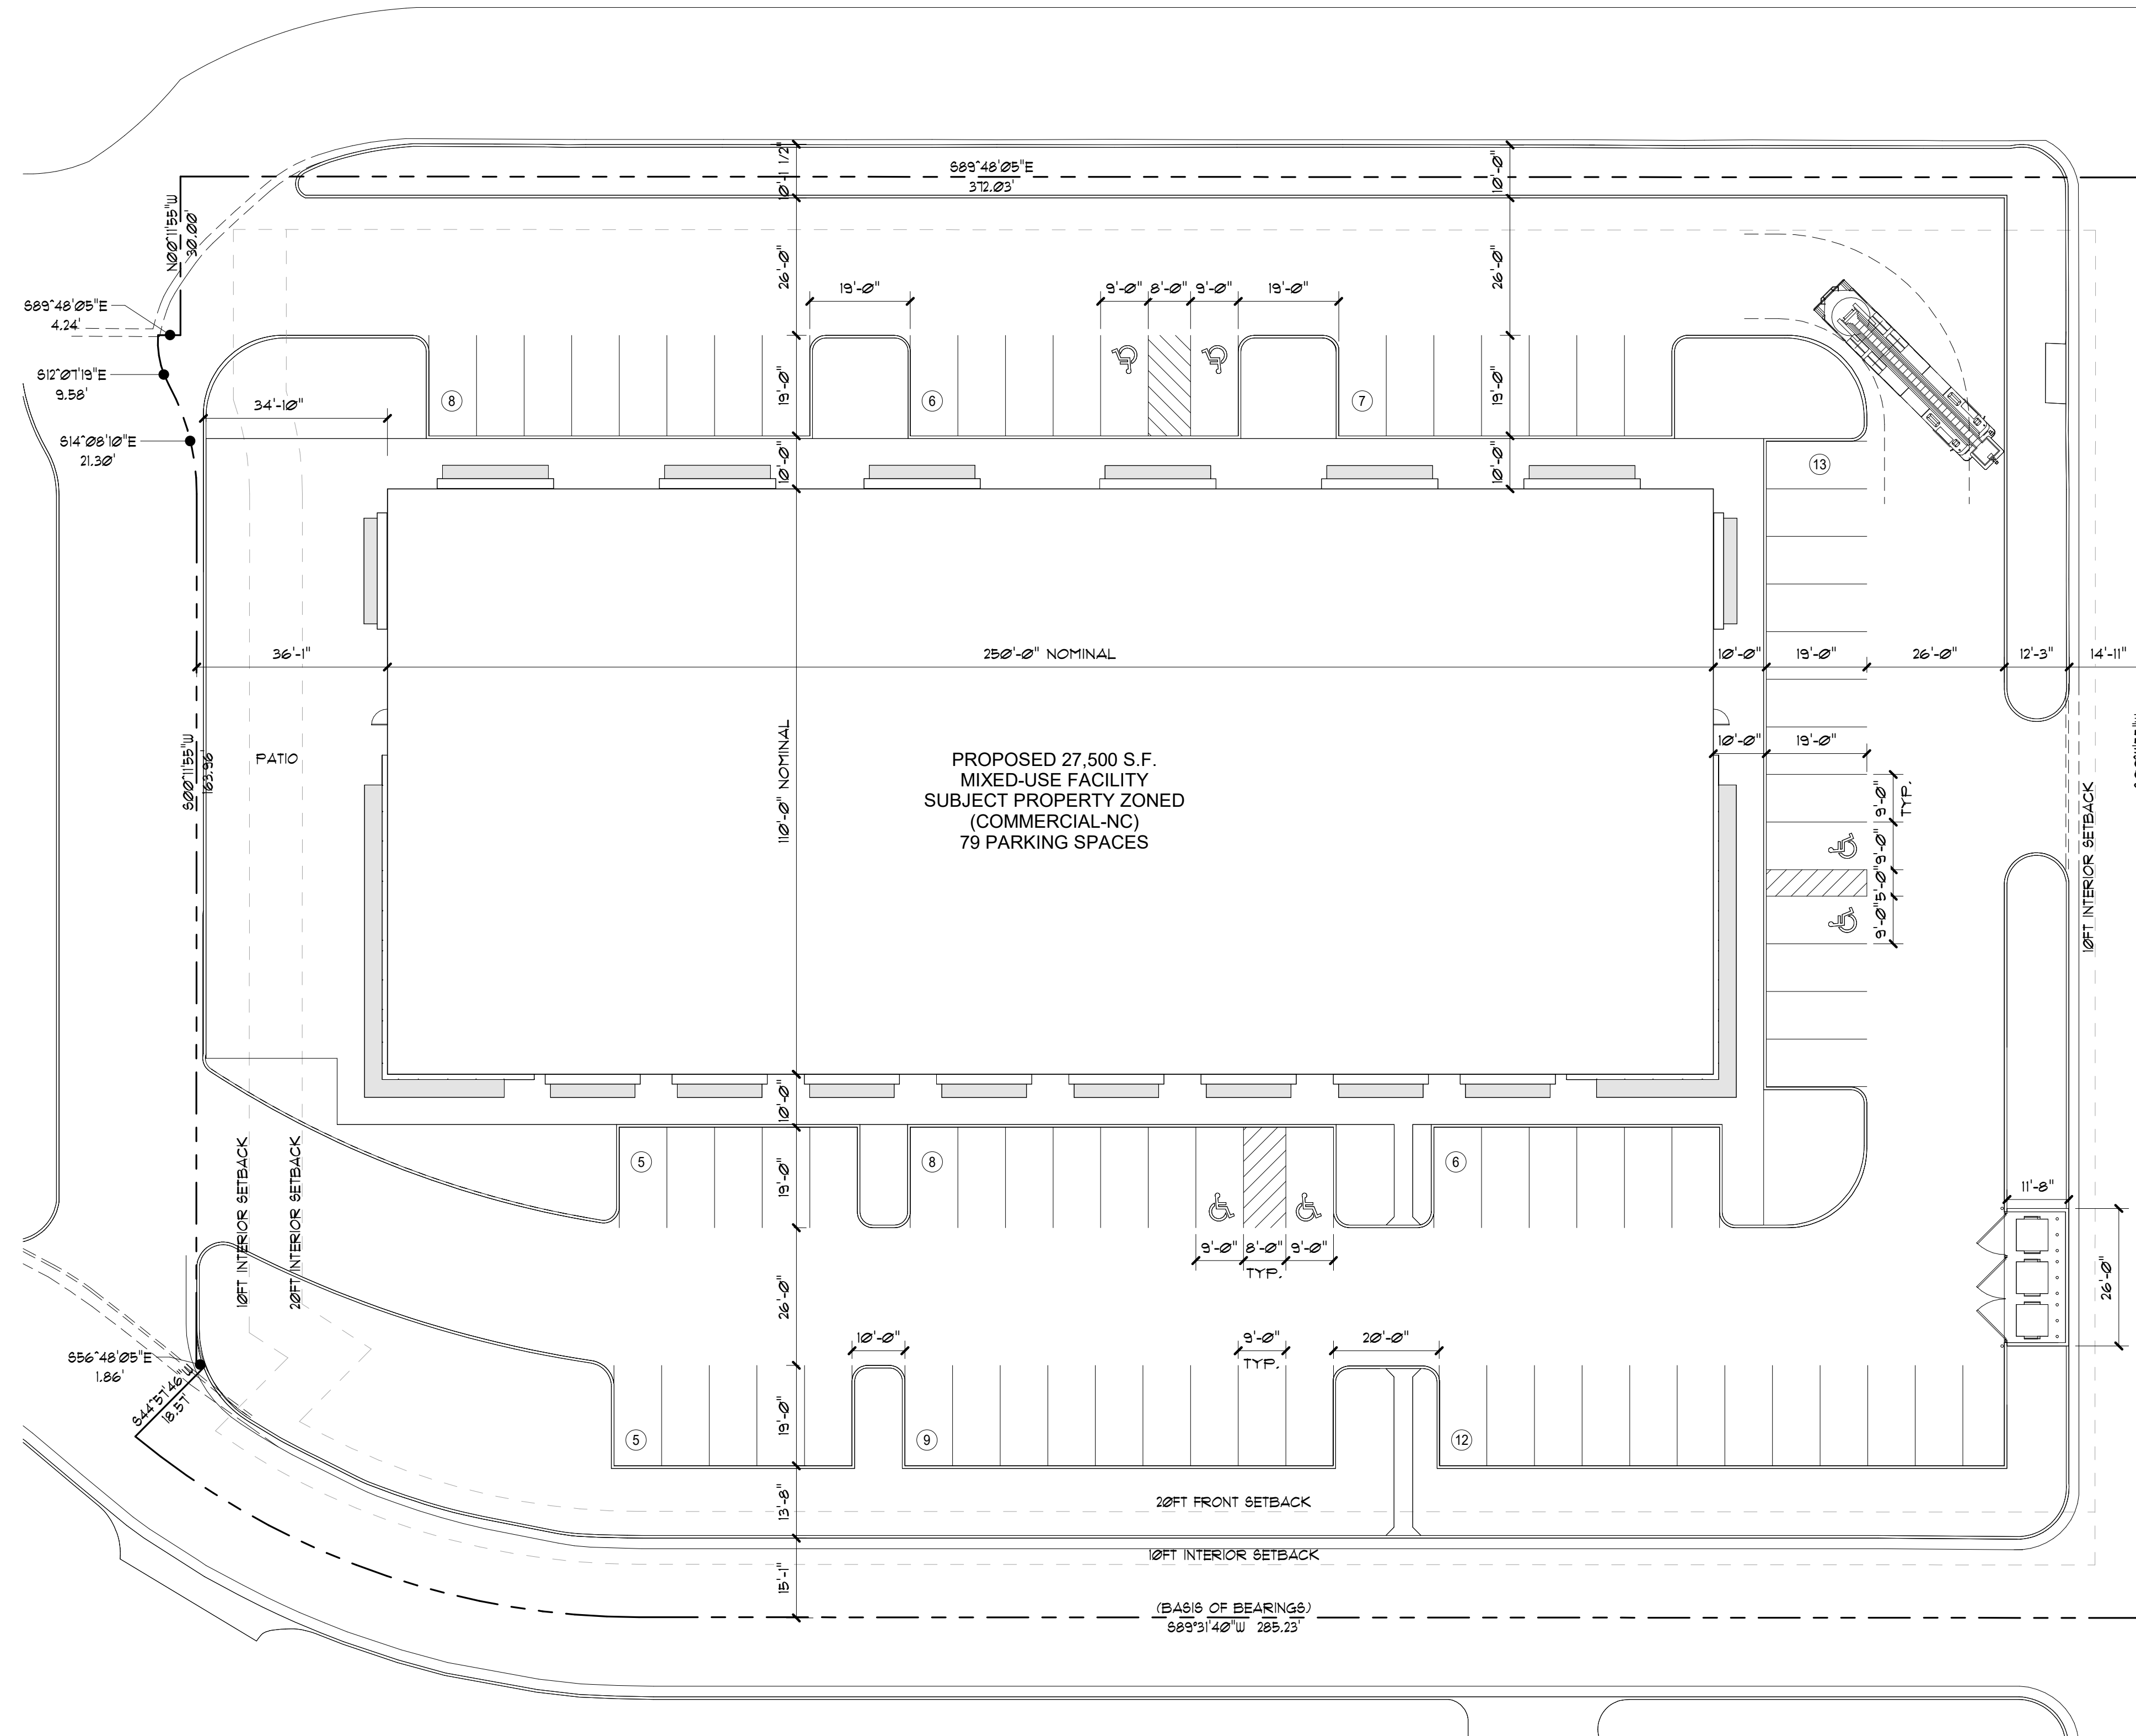 S89°48'05"E
372.03'
10'-1 1/2"
10'-0"
N00°11'55"W
30.00'
S89°48'05"E
4.24'
S12°07'19"E
9.58'
S14°08'10"E
21.30'
26'-0"
26'-0"
19'-0"
9'-0"
8'-0"
9'-0"
19'-0"
34'-10"
8
19'-0"
6
7
19'-0"
13
10'-0"
10'-0"
36'-1"
250'-0" NOMINAL
10'-0"
19'-0"
26'-0"
12'-3"
14'-11"
S00°11'55"W
163.96'
PATIO
110'-0" NOMINAL
PROPOSED 27,500 S.F.
MIXED-USE FACILITY
SUBJECT PROPERTY ZONED
(COMMERCIAL-NC)
79 PARKING SPACES
10'-0"
19'-0"
9'-0"
TYP.
9'-0"
5'-0"
9'-0"
10FT INTERIOR SETBACK
10'-0"
10FT INTERIOR SETBACK
20FT INTERIOR SETBACK
5
19'-0"
8
6
11'-8"
26'-0"
9'-0"
8'-0"
9'-0"
TYP.
26'-0"
10'-0"
9'-0"
TYP.
20'-0"
S56°48'05"E
1.86'
S44°57'46"W
18.57'
5
19'-0"
9
12
13'-8"
20FT FRONT SETBACK
10FT INTERIOR SETBACK
15'-1"
(BASIS OF BEARINGS)
S89°31'40"W 285.23'